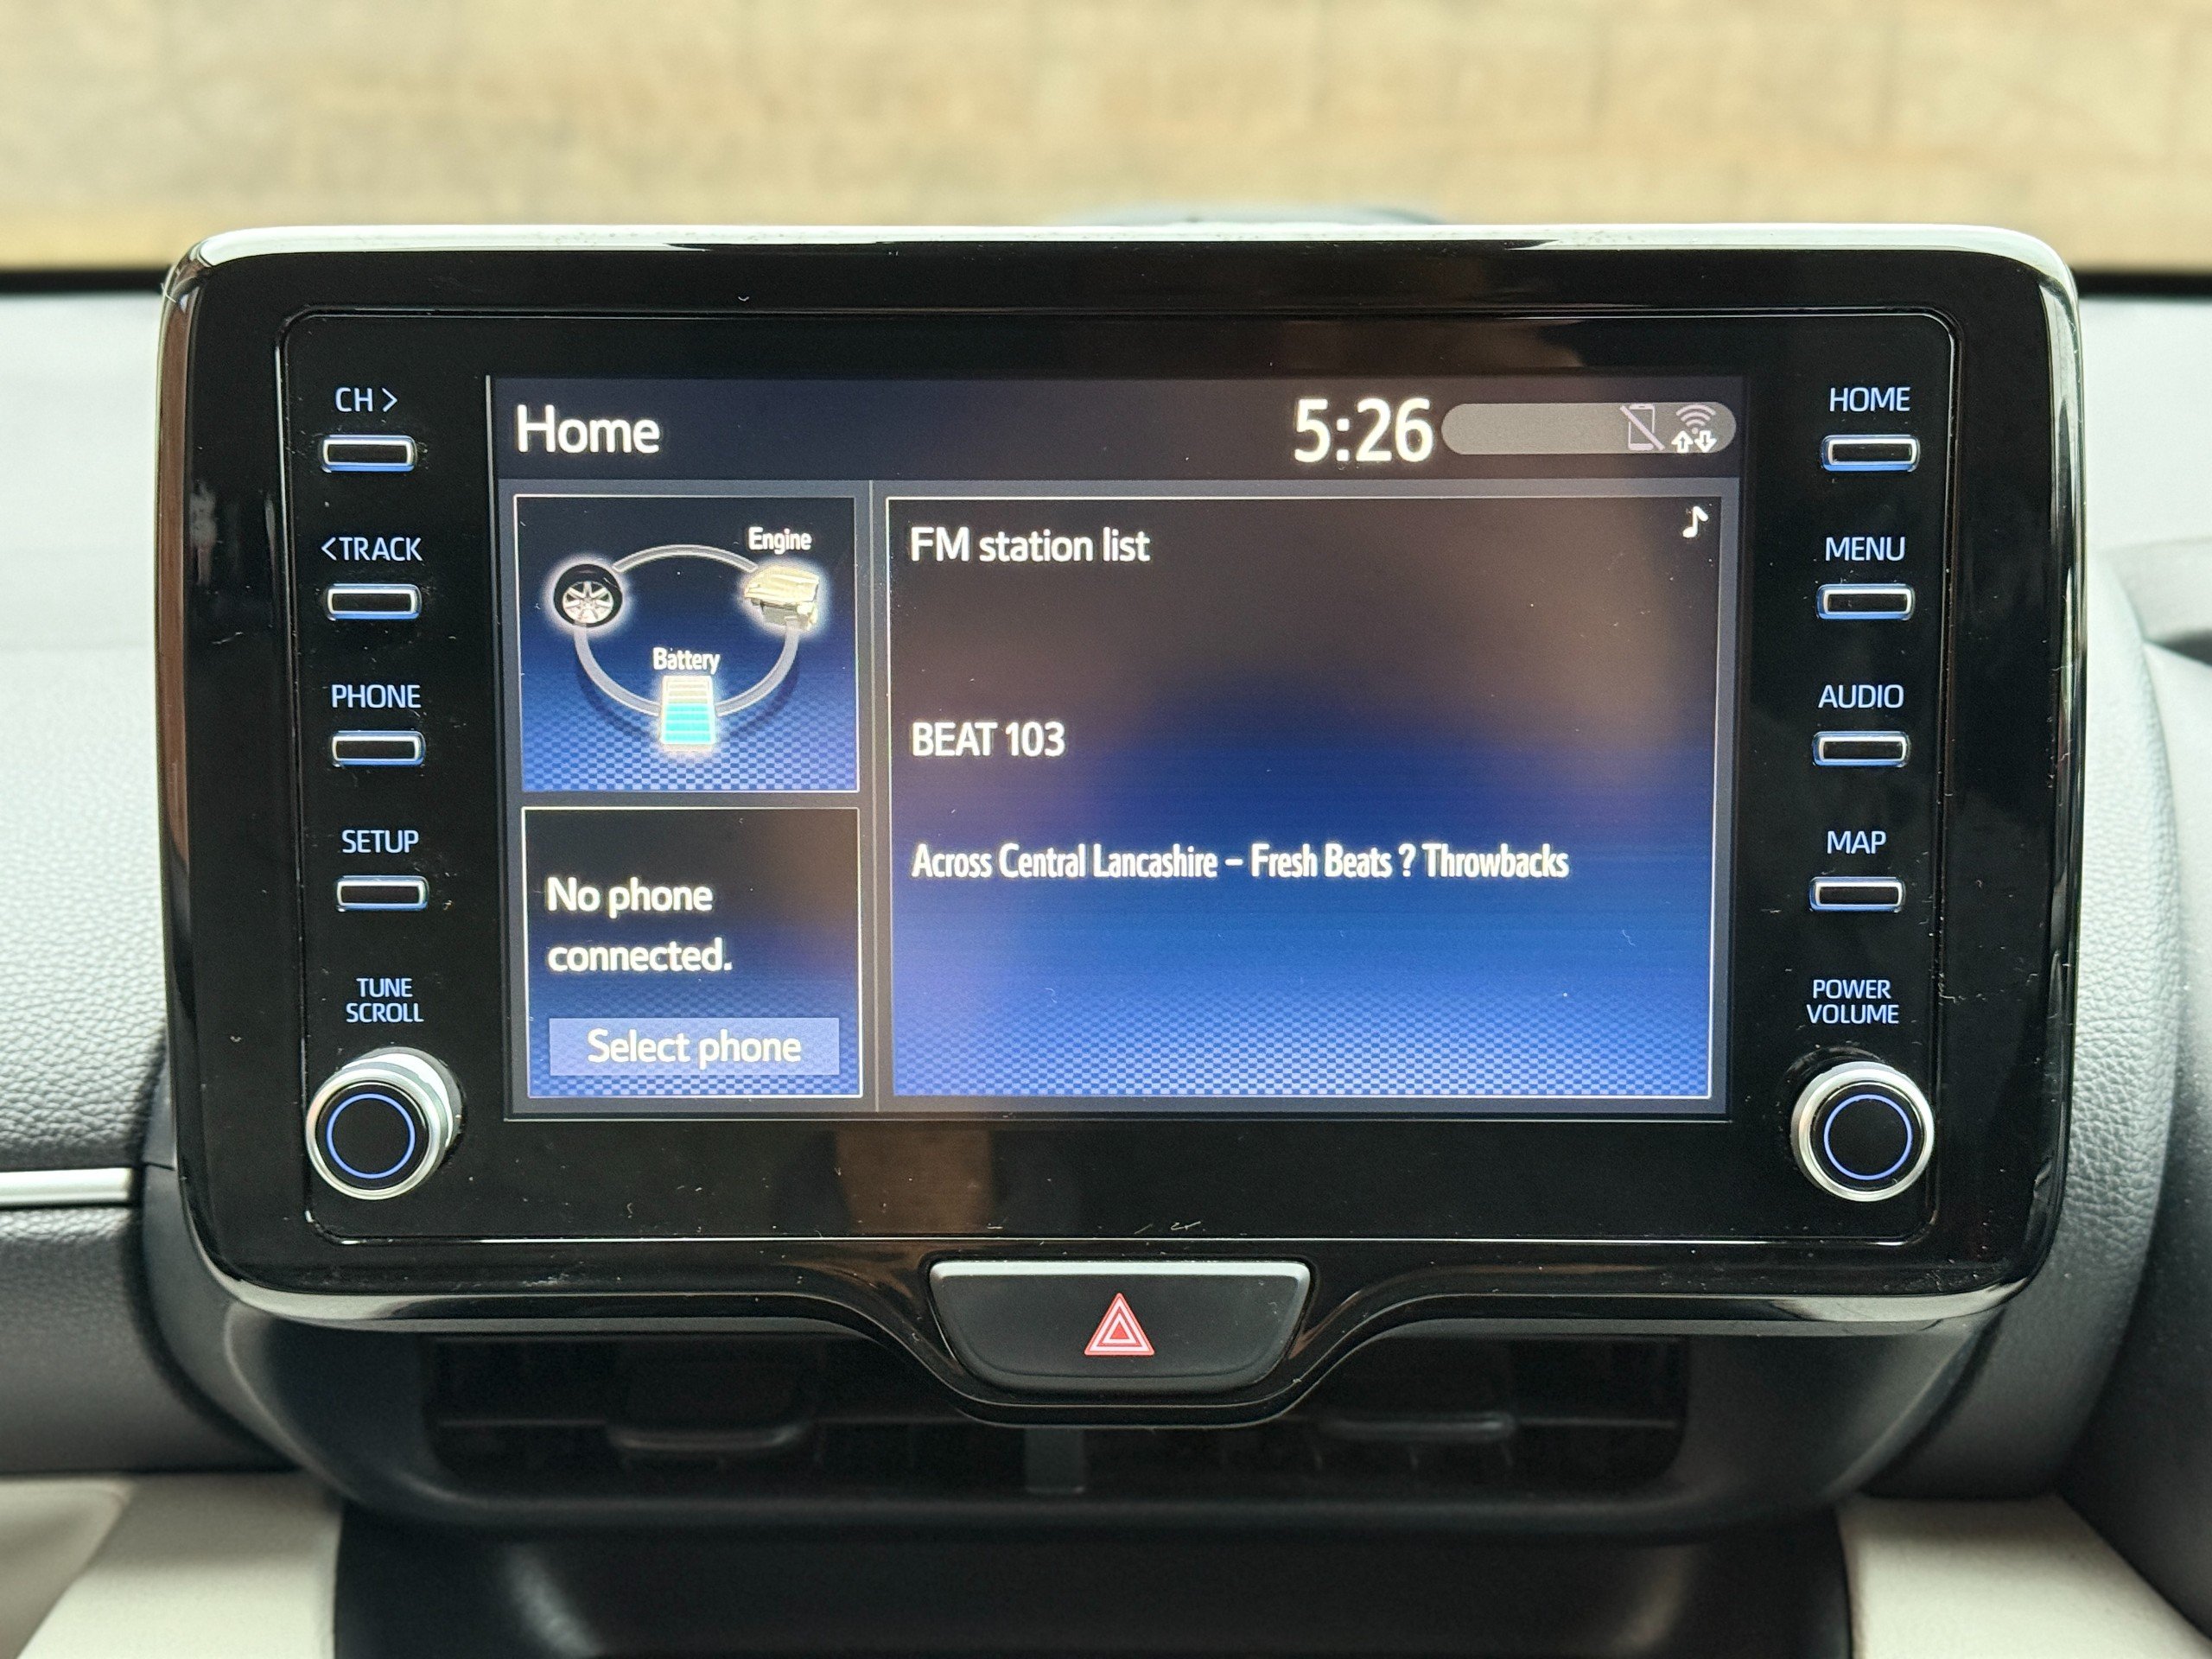 CH >
<TRACK
PHONE
SETUP
TUNE
SCROLL
Home
5:26
Engine
Battery
No phone
connected.
Select phone
FM station list
BEAT 103
Across Central Lancashire – Fresh Beats ? Throwbacks
HOME
MENU
AUDIO
MAP
POWER
VOLUME